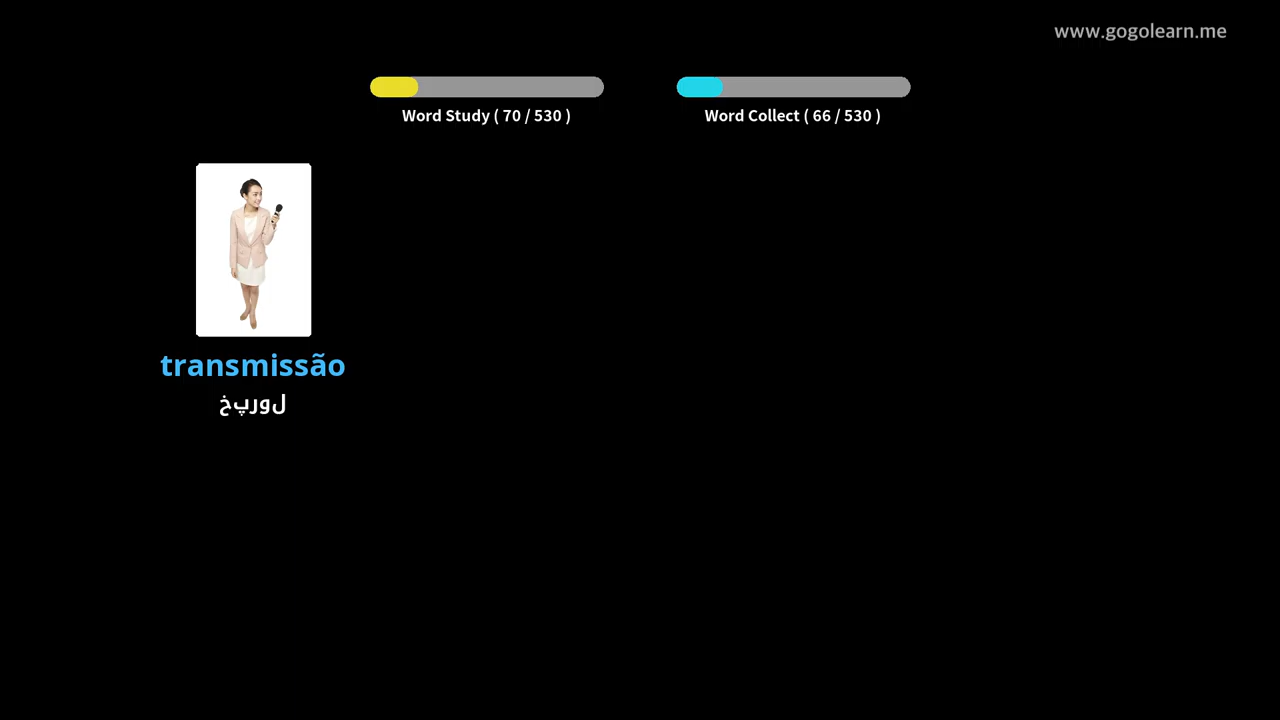 www.gogolearn.me
Word Study ( 70 / 530 )
Word Collect ( 66 / 530 )
transmissão
لورپخ